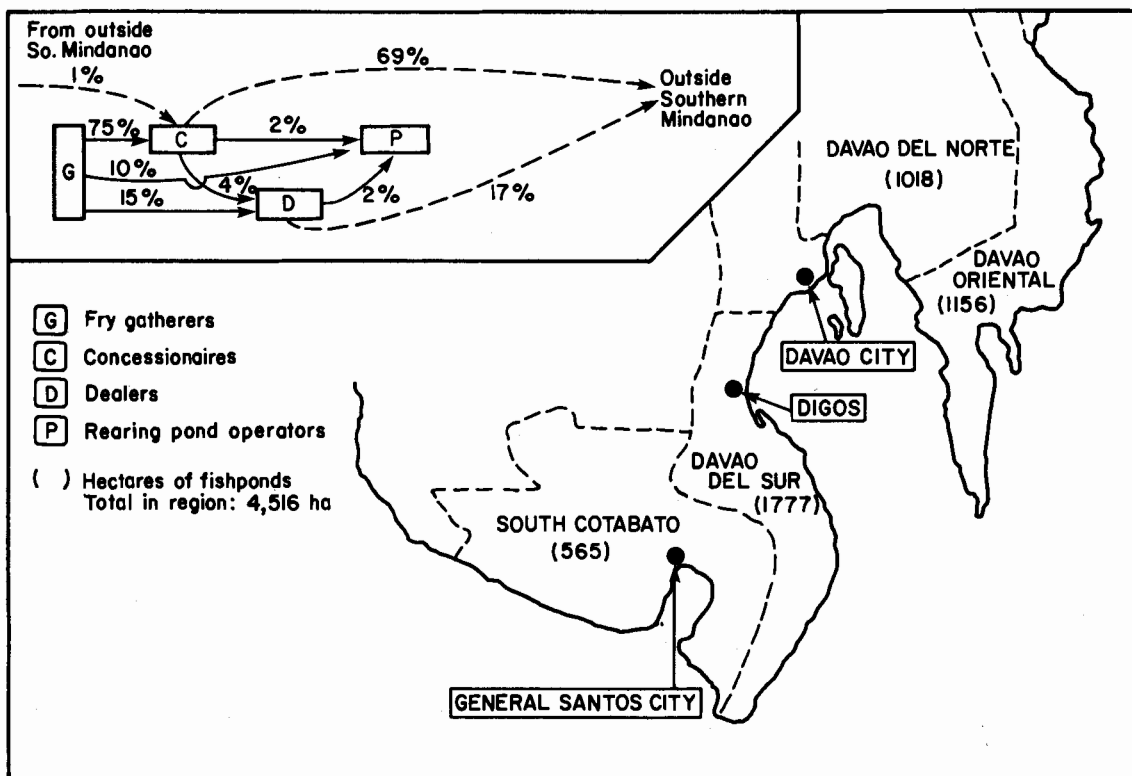 From outside
So. Mindanao
1%
69%
Outside
Southern
Mindanao
75%
C
2%
P
G
10%
4%
15%
D
2%
17%
G Fry gatherers
C Concessionaires
D Dealers
P Rearing pond operators
( ) Hectares of fishponds
Total in region: 4,516 ha
DAVAO DEL NORTE
(1018)
DAVAO
ORIENTAL
(1156)
DAVAO CITY
DIGOS
DAVAO
DEL SUR
(1777)
SOUTH COTABATO
(565)
GENERAL SANTOS CITY